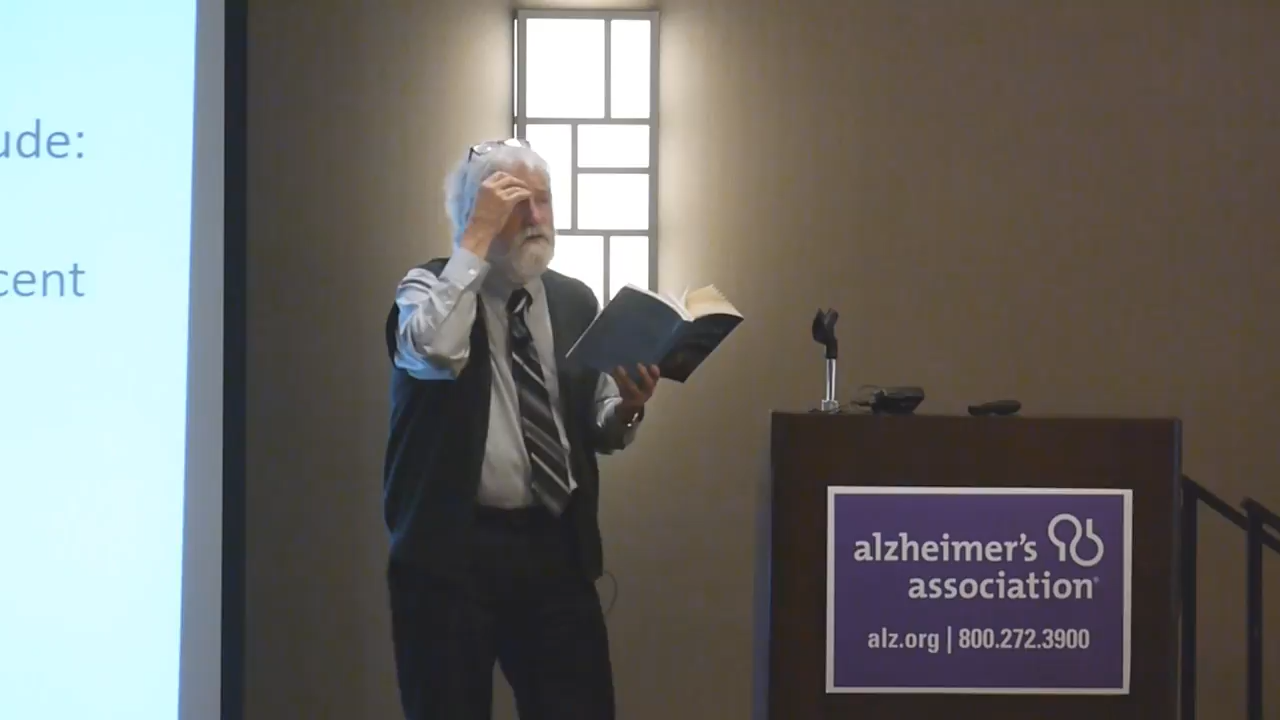 ude:
cent
alzheimer's
association
alz.org | 800.272.3900